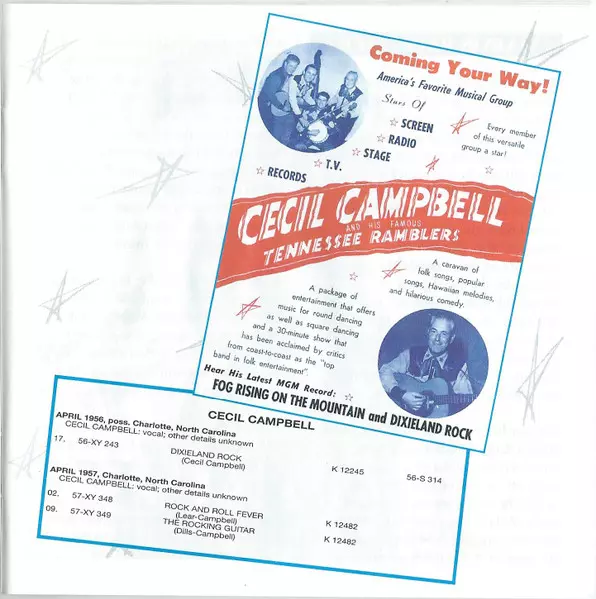 Coming Your Way!
America's Favorite Musical Group
Stars Of
SCREEN
RADIO
STAGE
T.V.
RECORDS
Every member
of this versatile
group a star!
CECIL CAMPBELL
AND HIS FAMOUS
TENNESSEE RAMBLERS
A caravan of
folk songs, popular
songs, Hawaiian melodies,
and hilarious comedy.
A package of
entertainment that offers
music for round dancing
as well as square dancing
and a 30-minute show that
has been acclaimed by critics
from coast-to-coast as the "top
band in folk entertainment".
Hear His Latest MGM Record:
FOG RISING ON THE MOUNTAIN and DIXIELAND ROCK
CECIL CAMPBELL
APRIL 1956, poss. Charlotte, North Carolina
CECIL CAMPBELL: vocal; other details unknown
17. 56-XY 243 DIXIELAND ROCK K 12245 56-S 314
(Cecil Campbell)
APRIL 1957, Charlotte, North Carolina
CECIL CAMPBELL: vocal; other details unknown
02. 57-XY 348 ROCK AND ROLL FEVER K 12482
(Lear-Campbell)
09. 57-XY 349 THE ROCKING GUITAR K 12482
(Dills-Campbell)